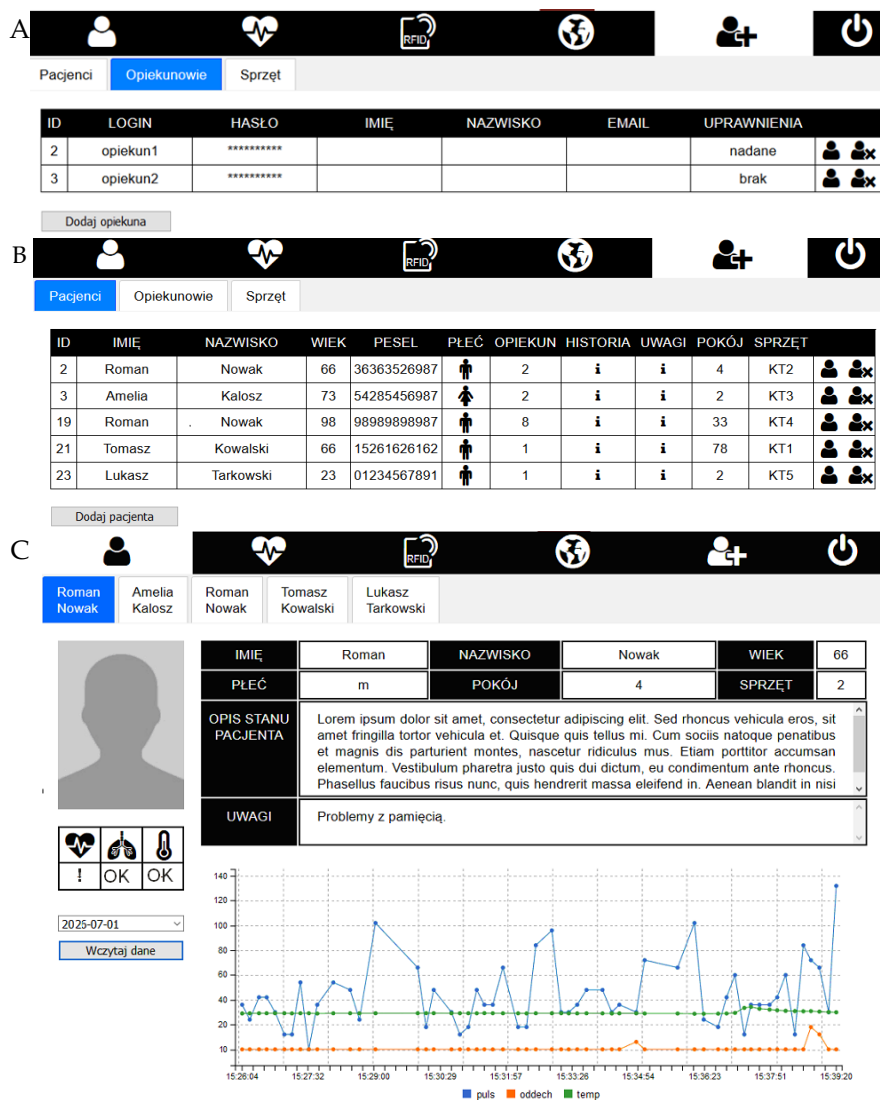 A
RFID
Pacjenci Opiekunowie Sprzęt
ID LOGIN HASŁO IMIĘ NAZWISKO EMAIL UPRAWNIENIA
2 opiekun1 ********** nadane
3 opiekun2 ********** brak
Dodaj opiekuna
B
RFID
Pacjenci Opiekunowie Sprzęt
ID IMIĘ NAZWISKO WIEK PESEL PŁEĆ OPIEKUN HISTORIA UWAGI POKÓJ SPRZĘT
2 Roman Nowak 66 36363526987 2 i i 4 KT2
3 Amelia Kalosz 73 54285456987 2 i i 2 KT3
19 Roman . Nowak 98 98989898987 8 i i 33 KT4
21 Tomasz Kowalski 66 15261626162 1 i i 78 KT1
23 Lukasz Tarkowski 23 01234567891 1 i i 2 KT5
Dodaj pacjenta
C
RFID
Roman Nowak Amelia Kalosz Roman Nowak Tomasz Kowalski Lukasz Tarkowski
IMIĘ Roman NAZWISKO Nowak WIEK 66
PŁEĆ m POKÓJ 4 SPRZĘT 2
OPIS STANU PACJENTA
Lorem ipsum dolor sit amet, consectetur adipiscing elit. Sed rhoncus vehicula eros, sit
amet fringilla tortor vehicula et. Quisque quis tellus mi. Cum sociis natoque penatibus
et magnis dis parturient montes, nascetur ridiculus mus. Etiam porttitor accumsan
elementum. Vestibulum pharetra justo quis dui dictum, eu condimentum ante rhoncus.
Phasellus faucibus risus nunc, quis hendrerit massa eleifend in. Aenean blandit in nisi
UWAGI Problemy z pamięcią.
! OK OK
2025-07-01
Wczytaj dane
140
120
100
80
60
40
20
10
15:26:04 15:27:32 15:29:00 15:30:29 15:31:57 15:33:26 15:34:54 15:36:23 15:37:51 15:39:20
puls oddech temp